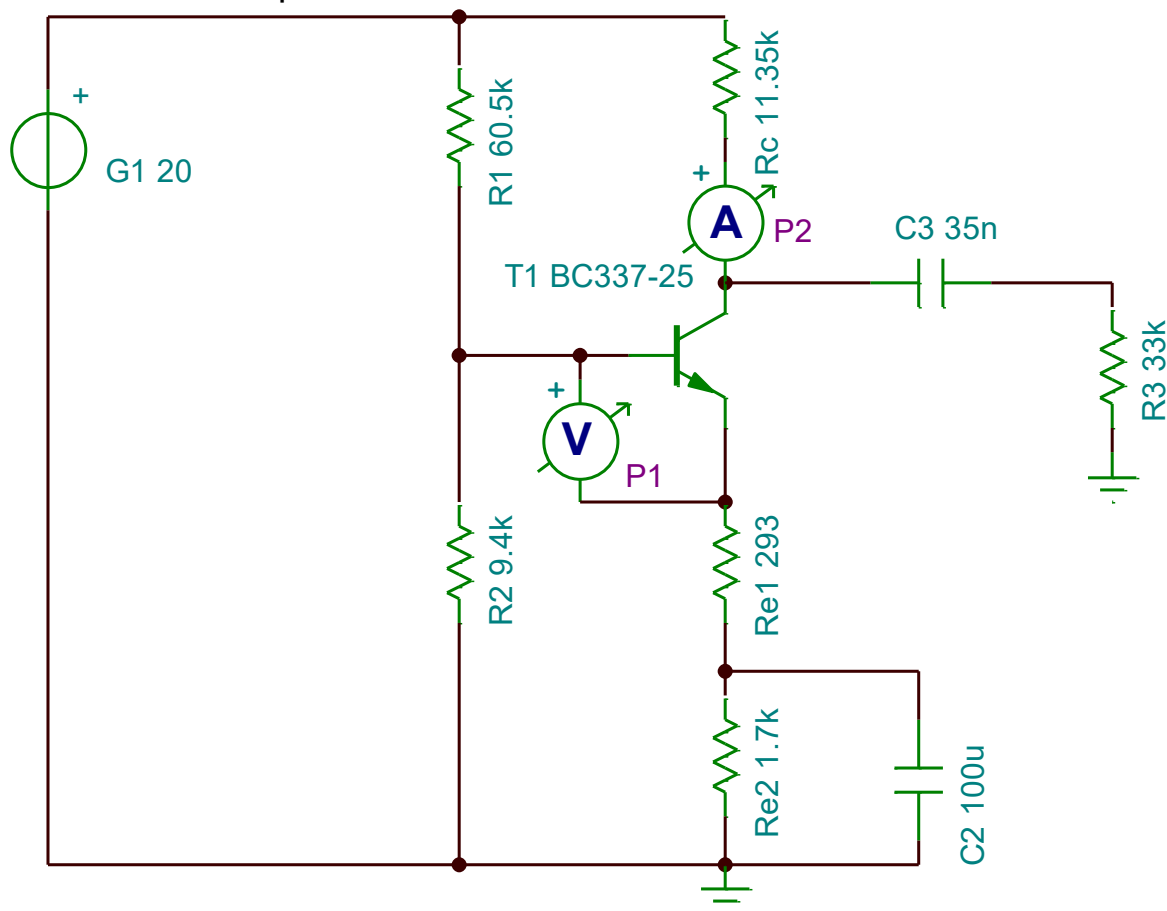 +
G1 20
R1 60.5k
Rc 11.35k
+
A
P2
C3 35n
T1 BC337-25
R3 33k
+
V
P1
R2 9.4k
Re1 293
Re2 1.7k
C2 100u